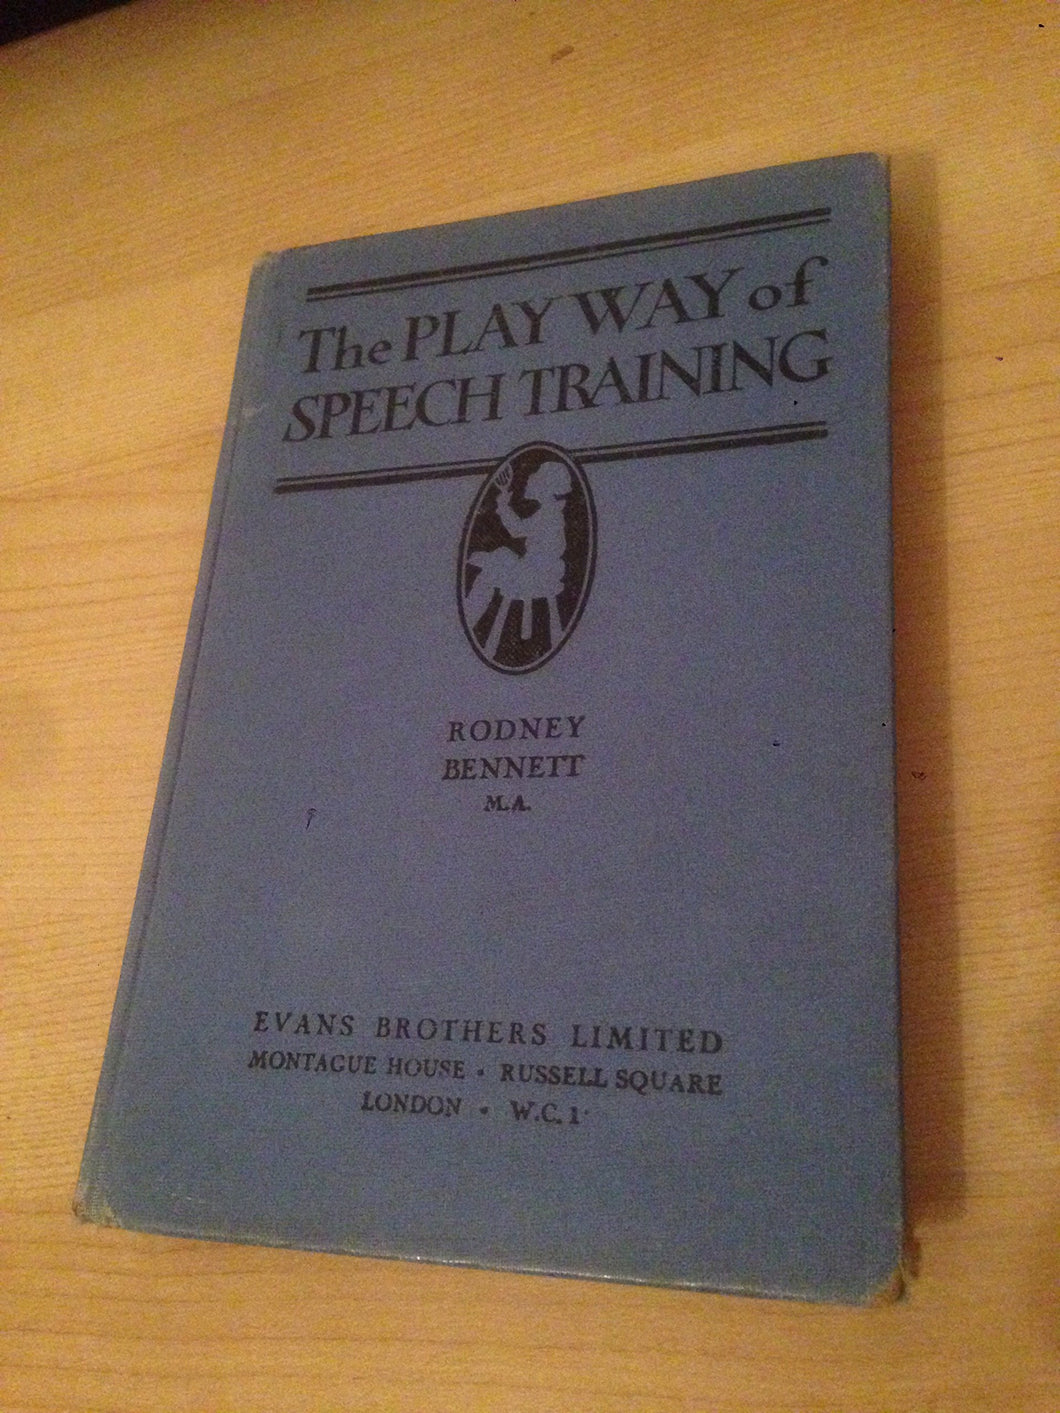 The PLAY WAY of
SPEECH TRAINING
RODNEY
BENNETT
M.A.
EVANS BROTHERS LIMITED
MONTAGUE HOUSE · RUSSELL SQUARE
LONDON · W.C.1